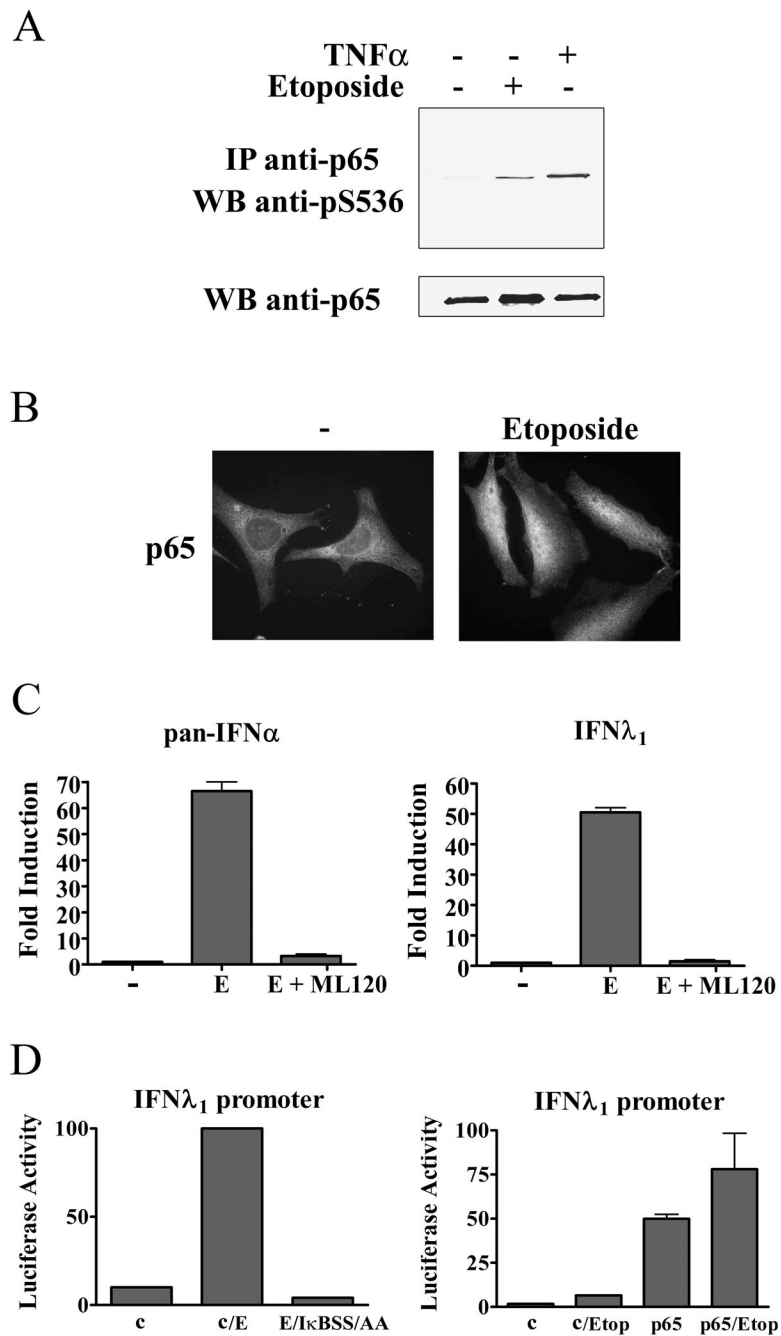 A
TNFα - - +
Etoposide - + -
IP anti-p65
WB anti-pS536
WB anti-p65
B
- Etoposide
p65
C
pan-IFNα
Fold Induction
70
60
50
40
30
20
10
0
- E E + ML120
IFNλ1
Fold Induction
60
50
40
30
20
10
0
- E E + ML120
D
IFNλ1 promoter
Luciferase Activity
100
50
0
c c/E E/IκBSS/AA
IFNλ1 promoter
Luciferase Activity
100
75
50
25
0
c c/Etop p65 p65/Etop